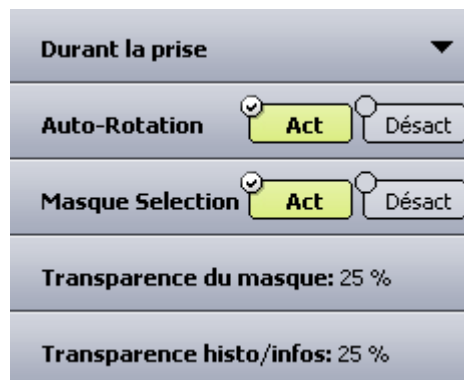 Durant la prise
Auto-Rotation Act Désact
Masque Selection Act Désact
Transparence du masque: 25 %
Transparence histo/infos: 25 %